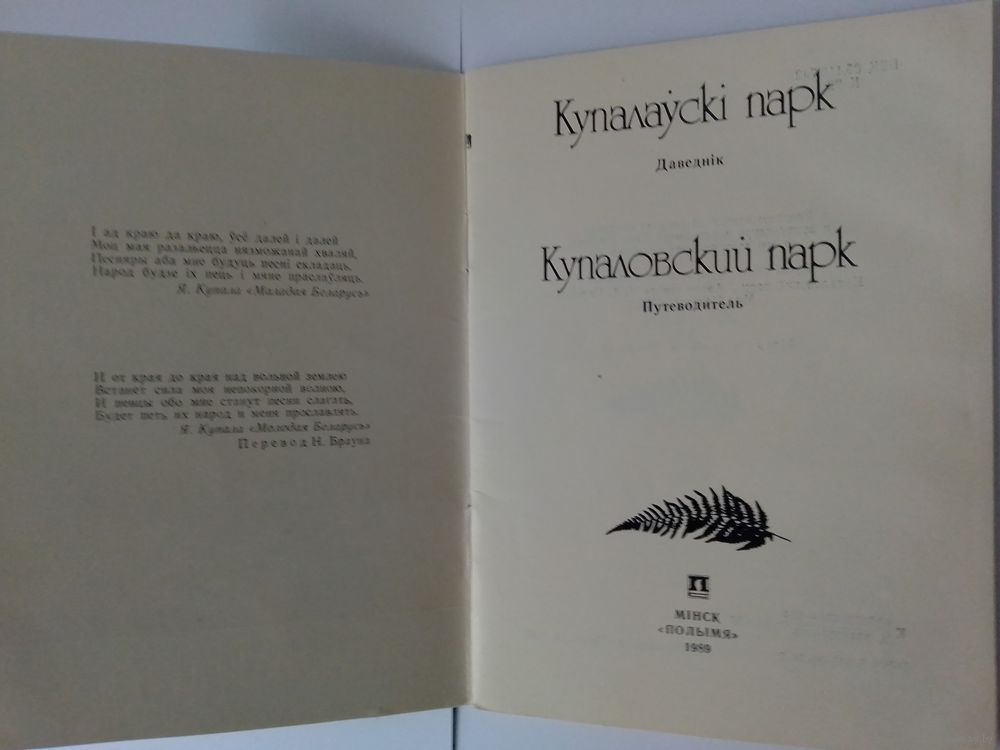 І ад краю да краю, ўсё далей і далей
Моц мая разальецца нязможанай хваляй,
Песняры аба мне будуць песні складаць,
Народ будзе іх пець і мяне праслаўляць.
Я. Купала «Маладая Беларусь»
И от края до края над вольной землею
Встанет сила моя непокорной волною,
И певцы обо мне станут песни слагать,
Будет петь их народ и меня прославлять.
Я. Купала «Молодая Беларусь»
Перевод Н. Брауна
Купалаўскі парк
Даведнік
Купаловский парк
Путеводитель
П
МІНСК
«ПОЛЫМЯ»
1989